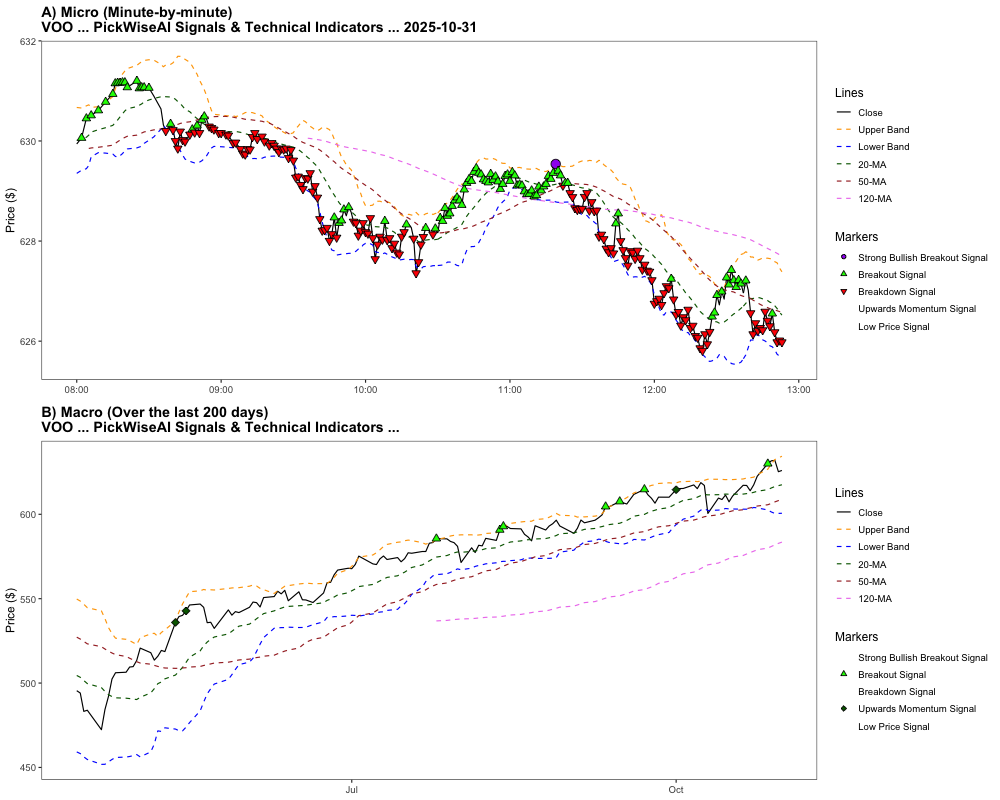 A) Micro (Minute-by-minute)
VOO ... PickWiseAI Signals & Technical Indicators ... 2025-10-31
Price ($)
632
630
628
626
08:00
09:00
10:00
11:00
12:00
13:00
Lines
Close
Upper Band
Lower Band
20-MA
50-MA
120-MA
Markers
Strong Bullish Breakout Signal
Breakout Signal
Breakdown Signal
Upwards Momentum Signal
Low Price Signal
B) Macro (Over the last 200 days)
VOO ... PickWiseAI Signals & Technical Indicators ...
Price ($)
600
550
500
450
Jul
Oct
Lines
Close
Upper Band
Lower Band
20-MA
50-MA
120-MA
Markers
Strong Bullish Breakout Signal
Breakout Signal
Breakdown Signal
Upwards Momentum Signal
Low Price Signal